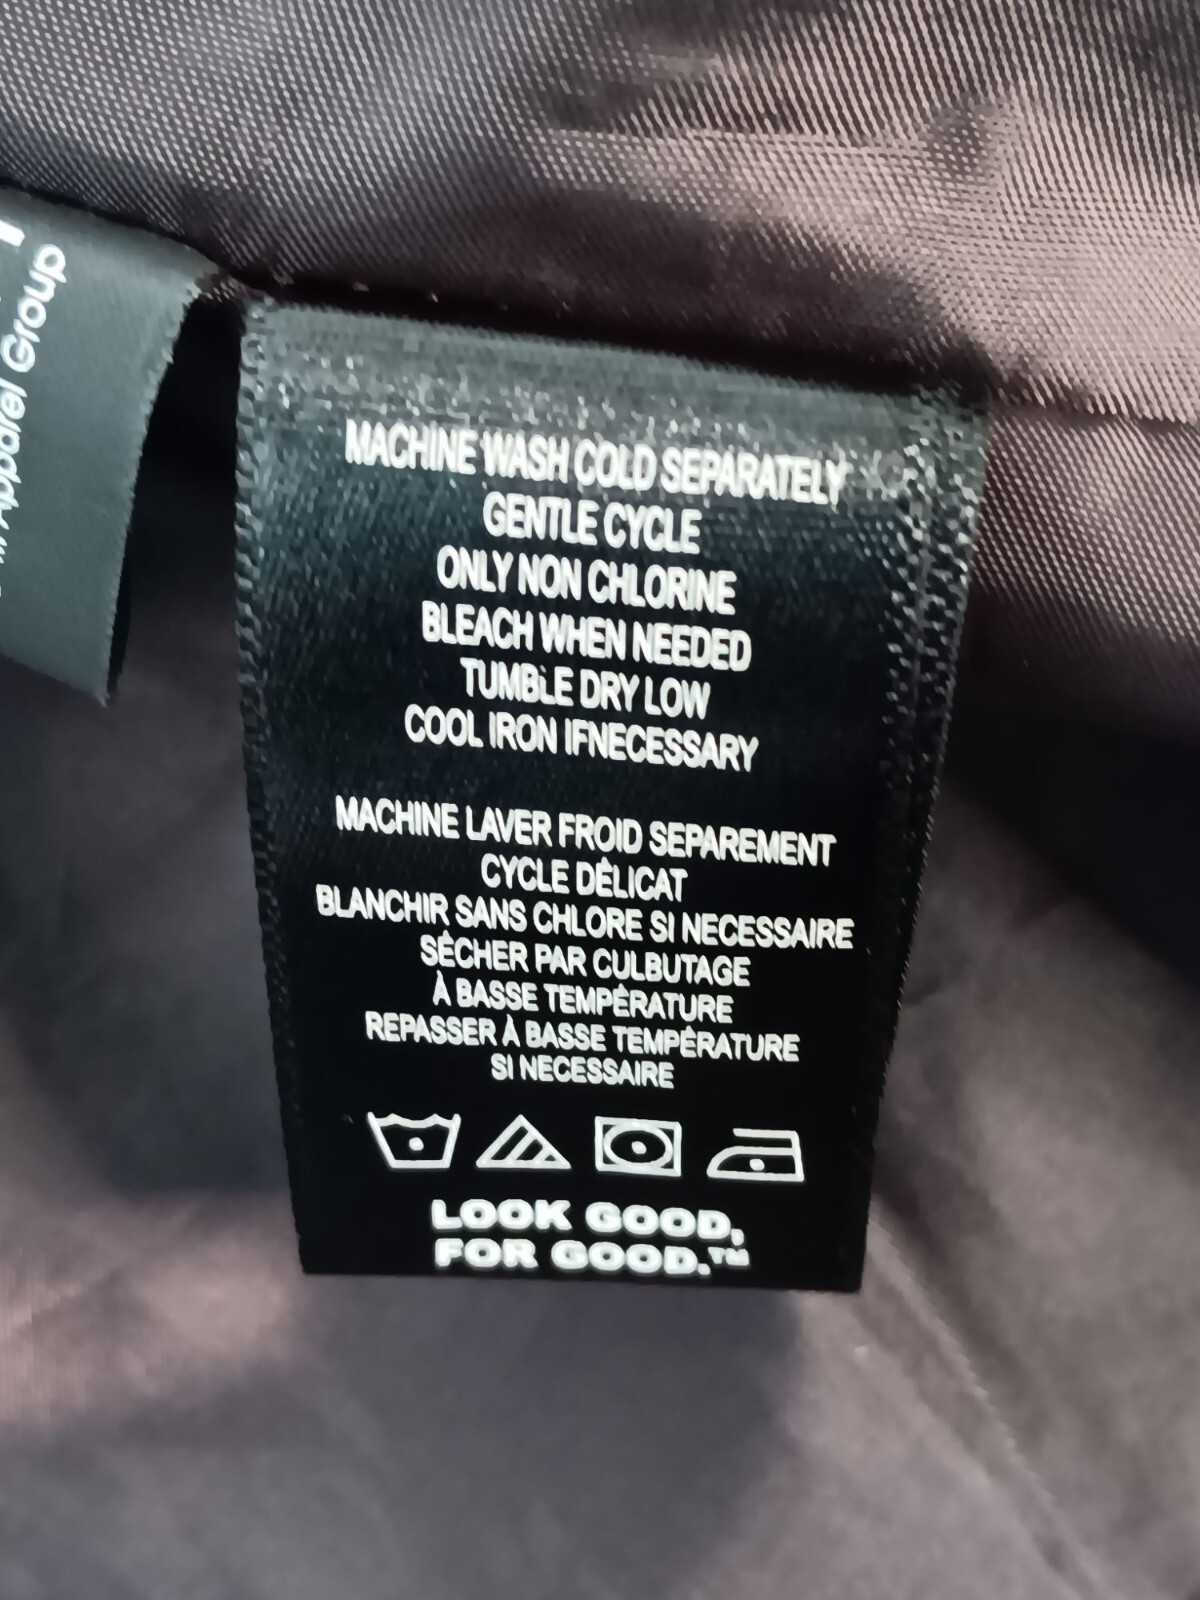 Apparel Group
MACHINE WASH COLD SEPARATELY
GENTLE CYCLE
ONLY NON CHLORINE
BLEACH WHEN NEEDED
TUMBLE DRY LOW
COOL IRON IFNECESSARY
MACHINE LAVER FROID SEPAREMENT
CYCLE DÉLICAT
BLANCHIR SANS CHLORE SI NECESSAIRE
SÉCHER PAR CULBUTAGE
À BASSE TEMPÉRATURE
REPASSER À BASSE TEMPÉRATURE
SI NECESSAIRE
LOOK GOOD,
FOR GOOD.™